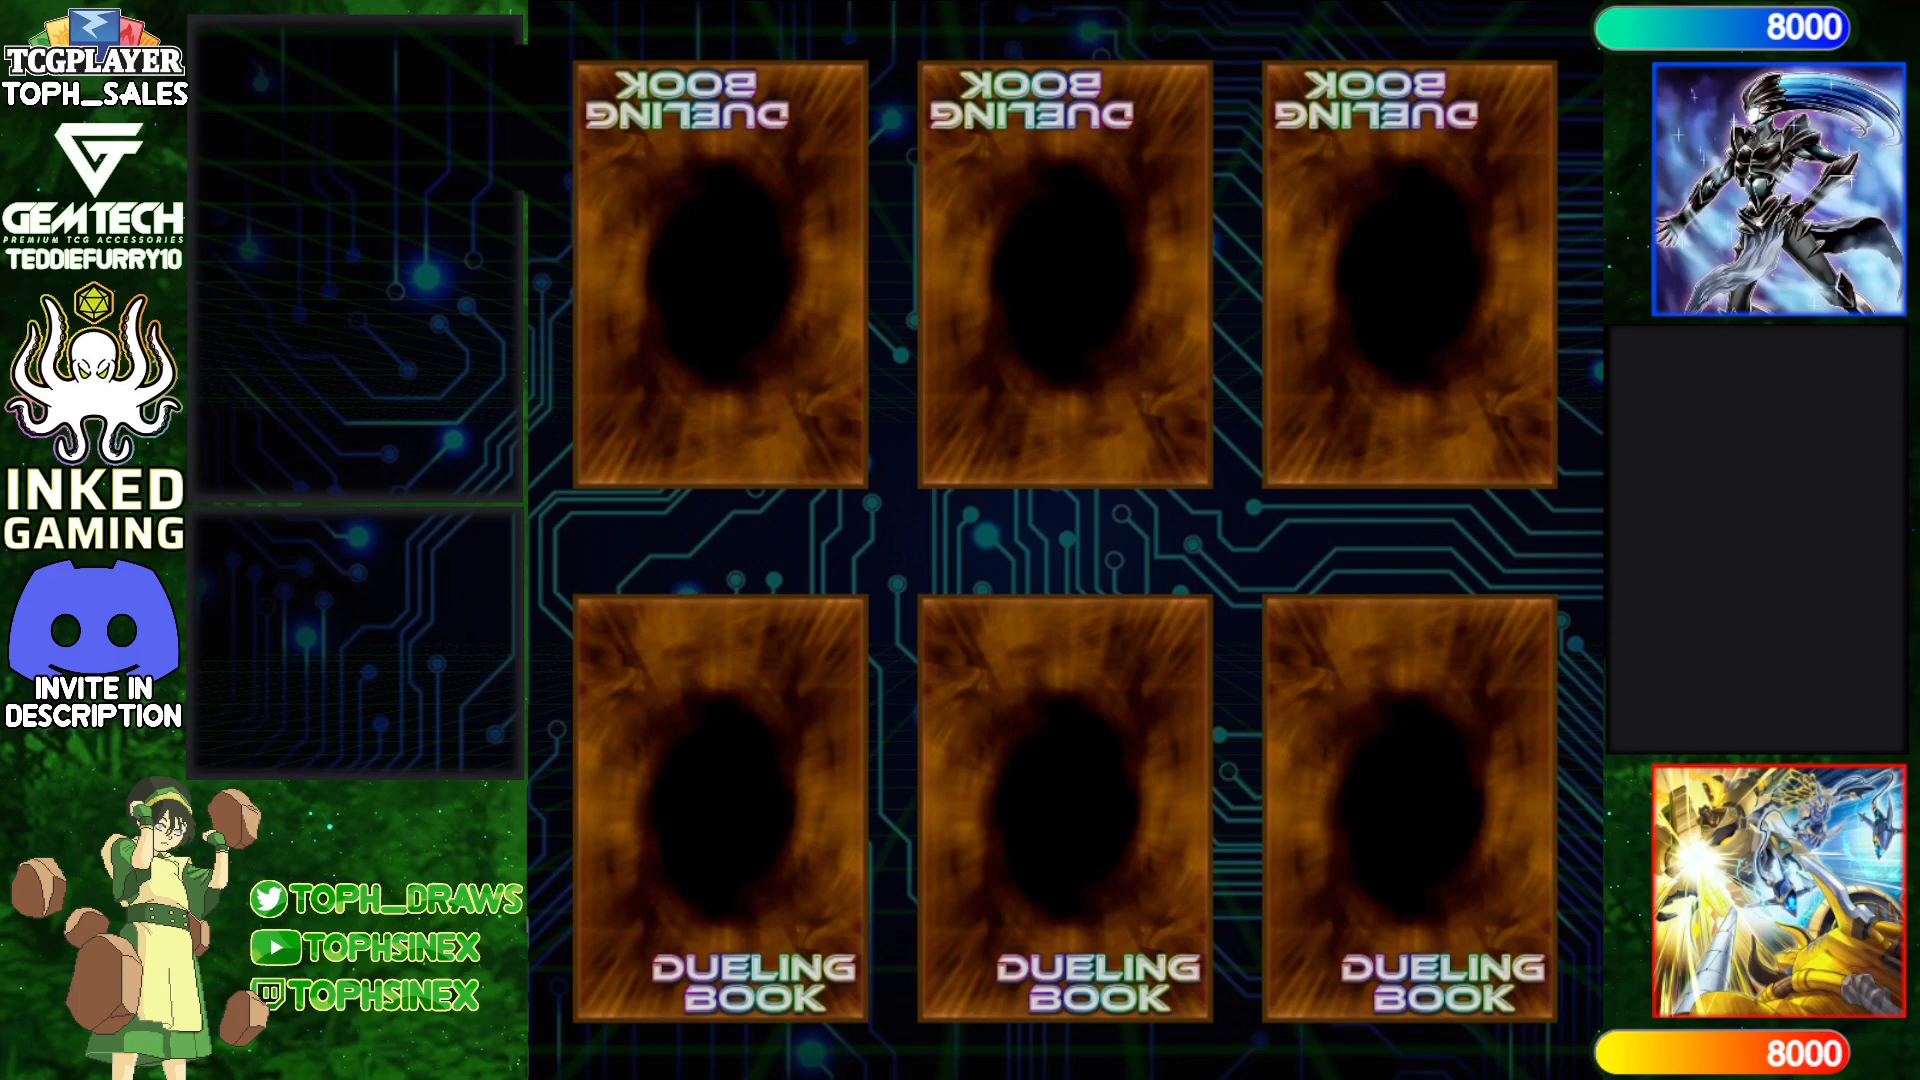 TCGPLAYER
TOPH_SALES
GEMTECH
PREMIUM TCG ACCESSORIES
TEDDIEFURRY10
INKED
GAMING
INVITE IN
DESCRIPTION
TOPH_DRAWS
TOPHSINEX
TOPHSINEX
DUELING
BOOK
DUELING
BOOK
DUELING
BOOK
DUELING
BOOK
DUELING
BOOK
DUELING
BOOK
8000
8000